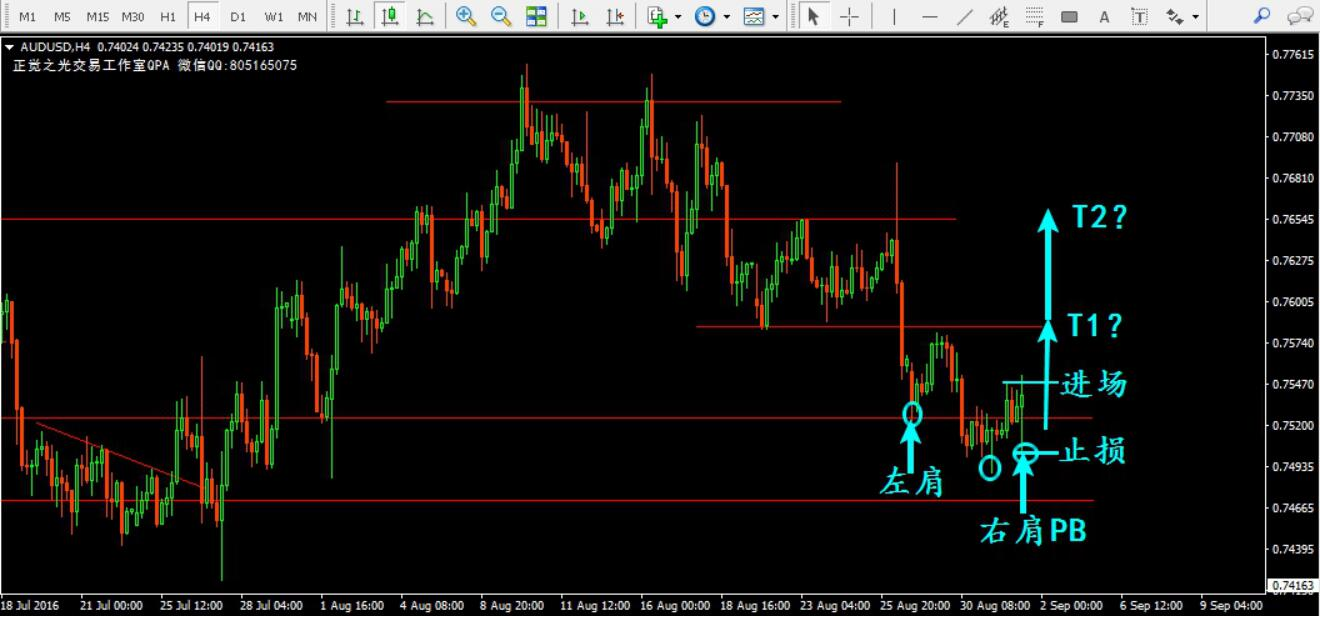 M1 M5 M15 M30 H1 H4 D1 W1 MN E F A T
AUDUSD,H4 0.74024 0.74235 0.74019 0.74163
正觉之光交易工作室QPA 微信QQ:805165075
0.77615
0.77350
0.77080
0.76810
T2?
0.76545
0.76275
0.76005
T1?
0.75740
进场
0.75470
0.75200
止损
0.74935
左肩
0.74665
右肩PB
0.74395
0.74163
18 Jul 2016 21 Jul 00:00 25 Jul 12:00 28 Jul 04:00 1 Aug 16:00 4 Aug 08:00 8 Aug 20:00 11 Aug 12:00 16 Aug 00:00 18 Aug 16:00 23 Aug 04:00 25 Aug 20:00 30 Aug 08:00 2 Sep 00:00 6 Sep 12:00 9 Sep 04:00